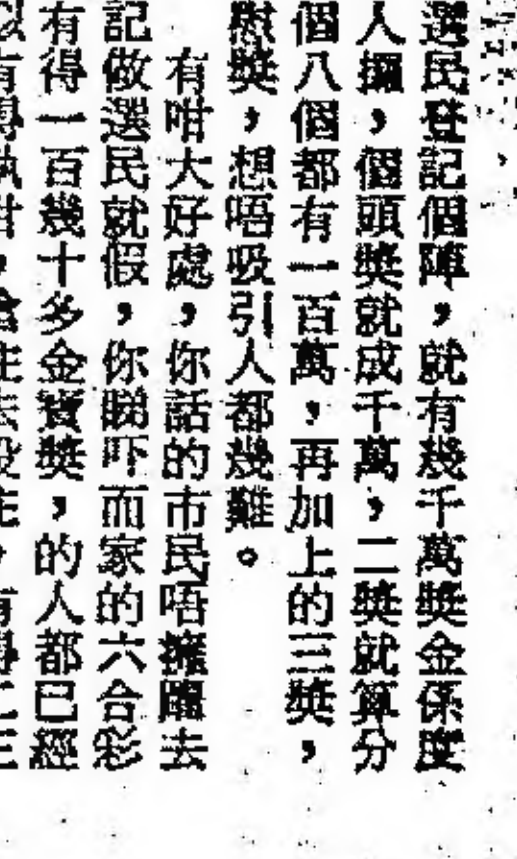 選民登記個陣，就有幾千萬獎金係度
人擱，個頭獎就成千萬，二獎就算分
個八個都有一百萬，再加上的三獎，
慰獎，想唔吸引人都幾難。
有咁大好處，你話的市民唔擁躍去
記做選民就假，你睇吓而家的六合彩
有得一百幾十多金寶獎，的人都已經